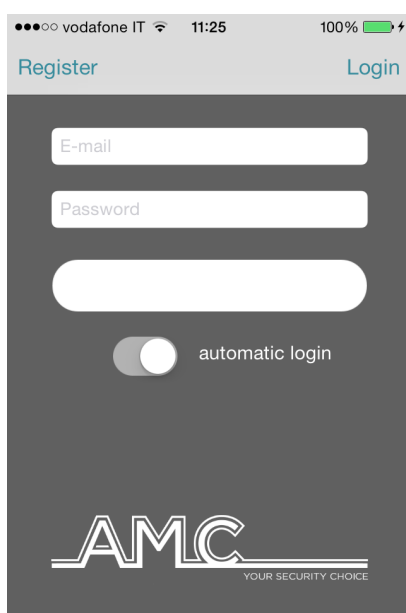 vodafone IT 11:25 100%
Register Login
E-mail
Password
automatic login
AMC
YOUR SECURITY CHOICE